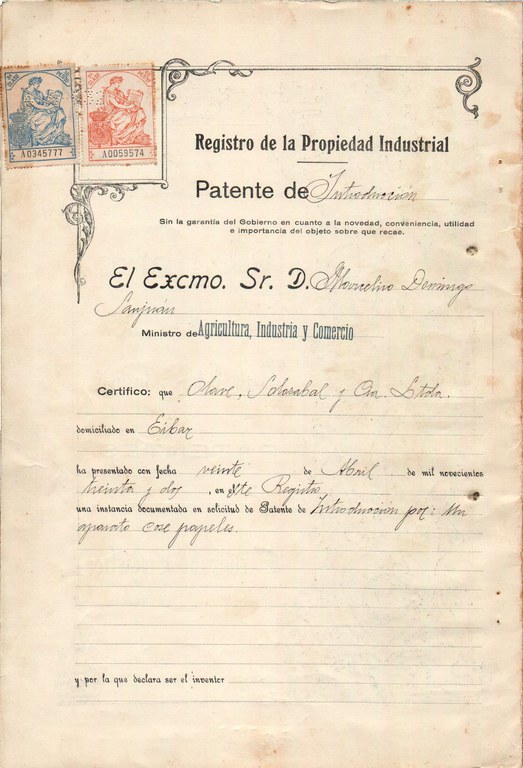 A0345777
A0059574
Registro de la Propiedad Industrial
Patente de Introducción
Sin la garantía del Gobierno en cuanto a la novedad, conveniencia, utilidad
e importancia del objeto sobre que recae.
El Excmo. Sr. D. Marcelino Domingo
Sanjuán
Ministro de Agricultura, Industria y Comercio
Certifico: que Olave, Solozabal y Cia. Ltda.
domiciliado en Eibar
ha presentado con fecha veinte de Abril de mil novecientos
treinta y dos, en este Registro
una instancia documentada en solicitud de Patente de Introducción por: Un
aparato cose papeles.
y por la que declara ser el inventor